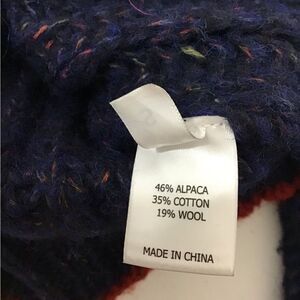 46% ALPACA
35% COTTON
19% WOOL
MADE IN CHINA